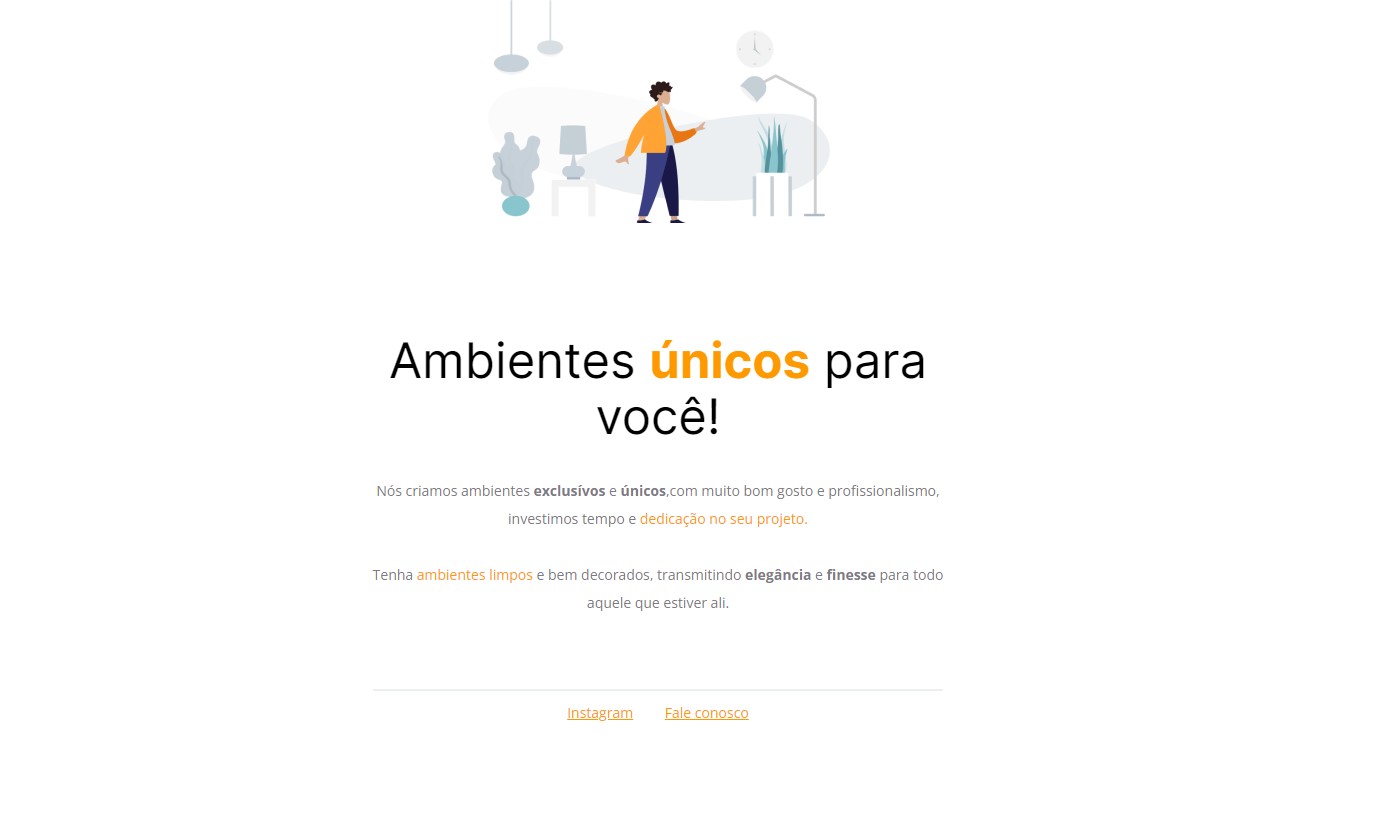 Ambientes únicos para
você!
Nós criamos ambientes exclusívos e únicos,com muito bom gosto e profissionalismo,
investimos tempo e dedicação no seu projeto.
Tenha ambientes limpos e bem decorados, transmitindo elegância e finesse para todo
aquele que estiver ali.
Instagram Fale conosco